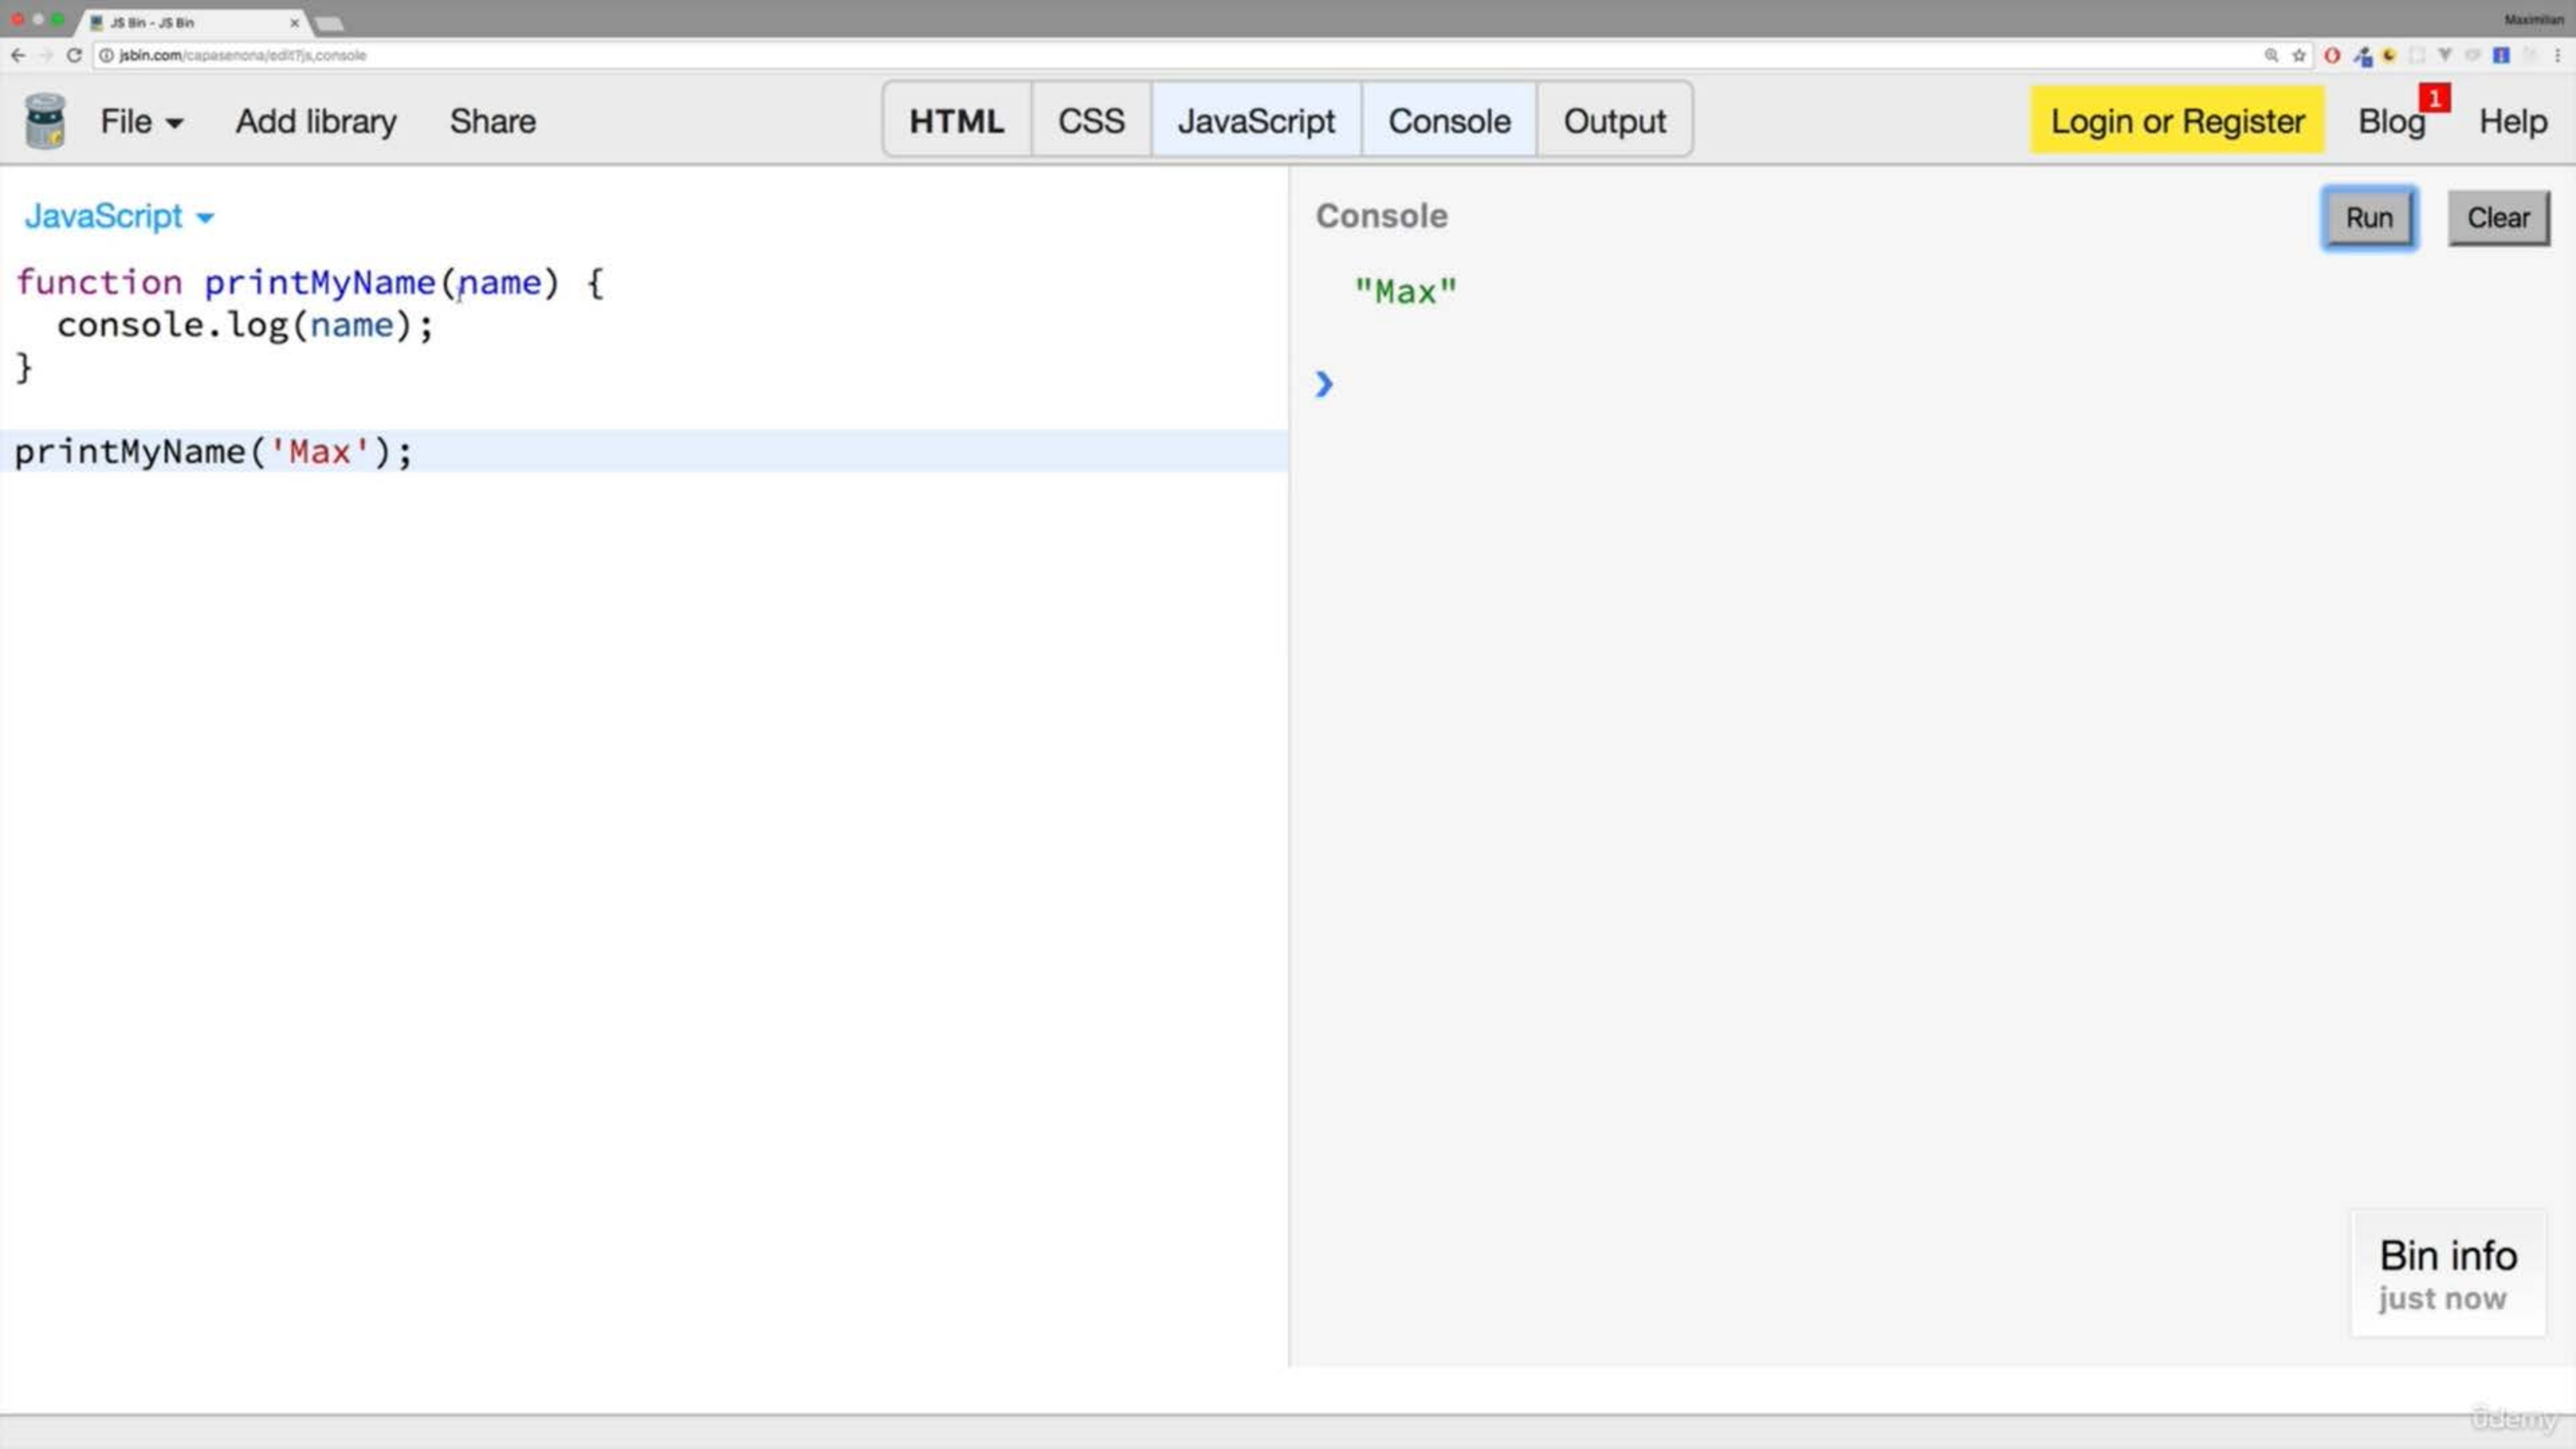 JS Bin - JS Bin
Maximilian
jsbin.com/capasenona/edit?js,console
File Add library Share HTML CSS JavaScript Console Output Login or Register Blog 1 Help
JavaScript
function printMyName(name) {
console.log(name);
}
printMyName('Max');
Console Run Clear
"Max"
Bin info
just now
ûdemy